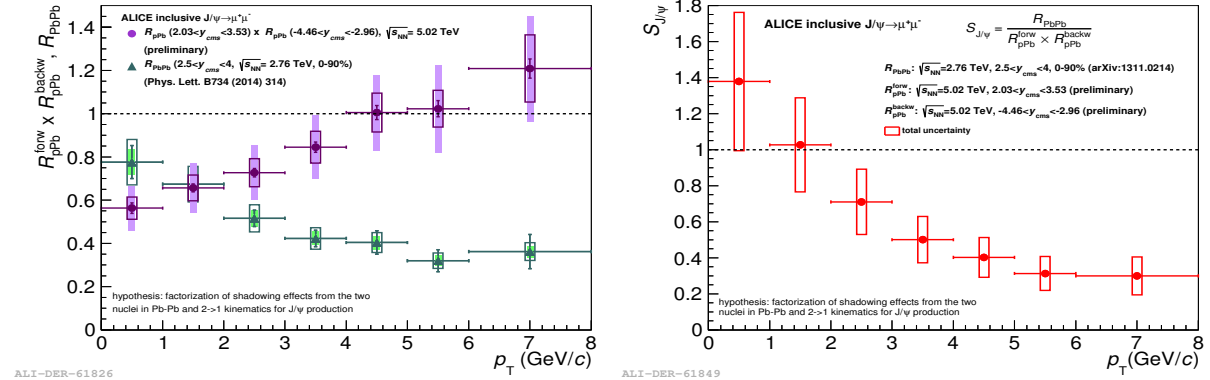 ALICE inclusive J/ψ→μ⁺μ⁻
R_pPb (2.03<y_cms<3.53) x R_pPb (-4.46<y_cms<-2.96), √s_NN= 5.02 TeV
(preliminary)
R_PbPb (2.5<y_cms<4, √s_NN= 2.76 TeV, 0-90%)
(Phys. Lett. B734 (2014) 314)
R_pPb^forw x R_pPb^backw, R_PbPb
1.4
1.2
1
0.8
0.6
0.4
0.2
0
hypothesis: factorization of shadowing effects from the two
nuclei in Pb-Pb and 2->1 kinematics for J/ψ production
0 1 2 3 4 5 6 7 8
p_T (GeV/c)
ALI-DER-61826
S_J/ψ
1.8
1.6
1.4
1.2
1
0.8
0.6
0.4
0.2
0
ALICE inclusive J/ψ→μ⁺μ⁻
S_J/ψ = R_PbPb / (R_pPb^forw × R_pPb^backw)
R_PbPb: √s_NN=2.76 TeV, 2.5<y_cms<4, 0-90% (arXiv:1311.0214)
R_pPb^forw: √s_NN=5.02 TeV, 2.03<y_cms<3.53 (preliminary)
R_pPb^backw: √s_NN=5.02 TeV, -4.46<y_cms<-2.96 (preliminary)
total uncertainty
hypothesis: factorization of shadowing effects from the two
nuclei in Pb-Pb and 2->1 kinematics for J/ψ production
0 1 2 3 4 5 6 7 8
p_T (GeV/c)
ALI-DER-61849